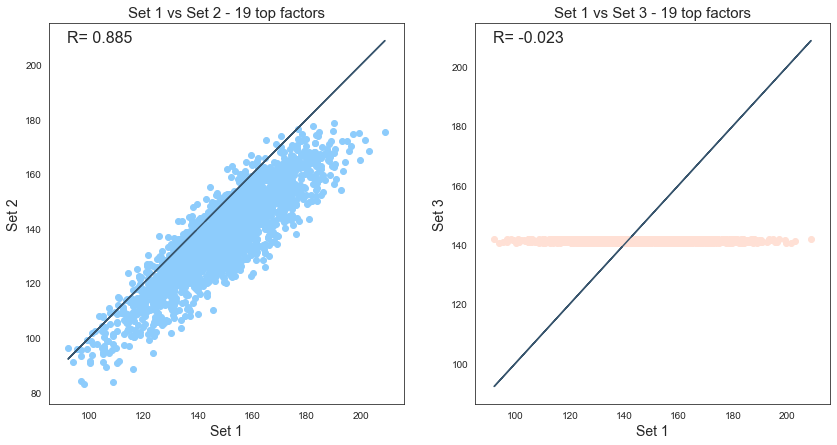 Set 1 vs Set 2 - 19 top factors
R= 0.885
200
180
160
140
120
100
80
Set 2
100 120 140 160 180 200
Set 1
Set 1 vs Set 3 - 19 top factors
R= -0.023
200
180
160
140
120
100
Set 3
100 120 140 160 180 200
Set 1